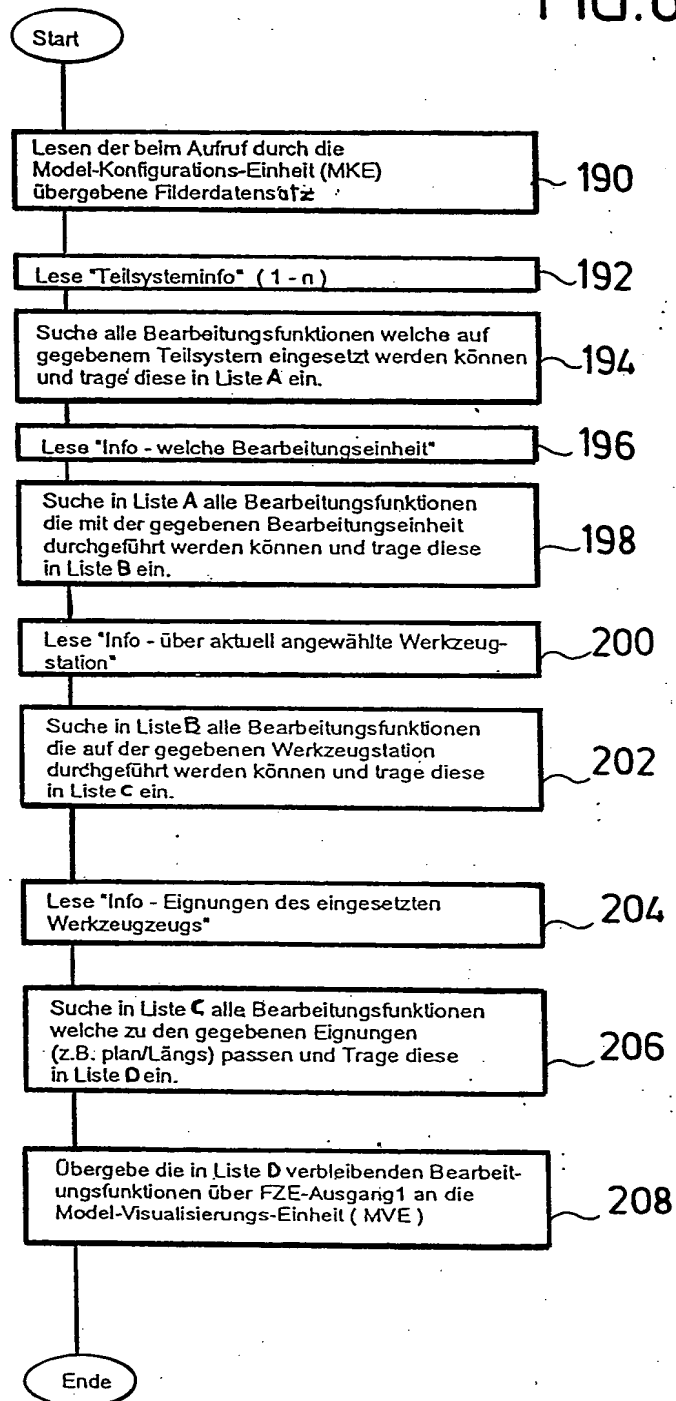 FIG.
Start
Lesen der beim Aufruf durch die
Model-Konfigurations-Einheit (MKE)
übergebene Filderdatensatz
190
Lese "Teilsysteminfo" ( 1 - n )
192
Suche alle Bearbeitungsfunktionen welche auf
gegebenem Teilsystem eingesetzt werden können
und trage diese in Liste A ein.
194
Lese "Info - welche Bearbeitungseinheit"
196
Suche in Liste A alle Bearbeitungsfunktionen
die mit der gegebenen Bearbeitungseinheit
durchgeführt werden können und trage diese
in Liste B ein.
198
Lese "Info - über aktuell angewählte Werkzeug-
station"
200
Suche in Liste B alle Bearbeitungsfunktionen
die auf der gegebenen Werkzeugstation
durchgeführt werden können und trage diese
in Liste C ein.
202
Lese "Info - Eignungen des eingesetzten
Werkzeugzeugs"
204
Suche in Liste C alle Bearbeitungsfunktionen
welche zu den gegebenen Eignungen
(z.B. plan/Längs) passen und Trage diese
in Liste D ein.
206
Übergebe die in Liste D verbleibenden Bearbeit-
ungsfunktionen über FZE-Ausgang1 an die
Model-Visualisierungs-Einheit ( MVE )
208
Ende